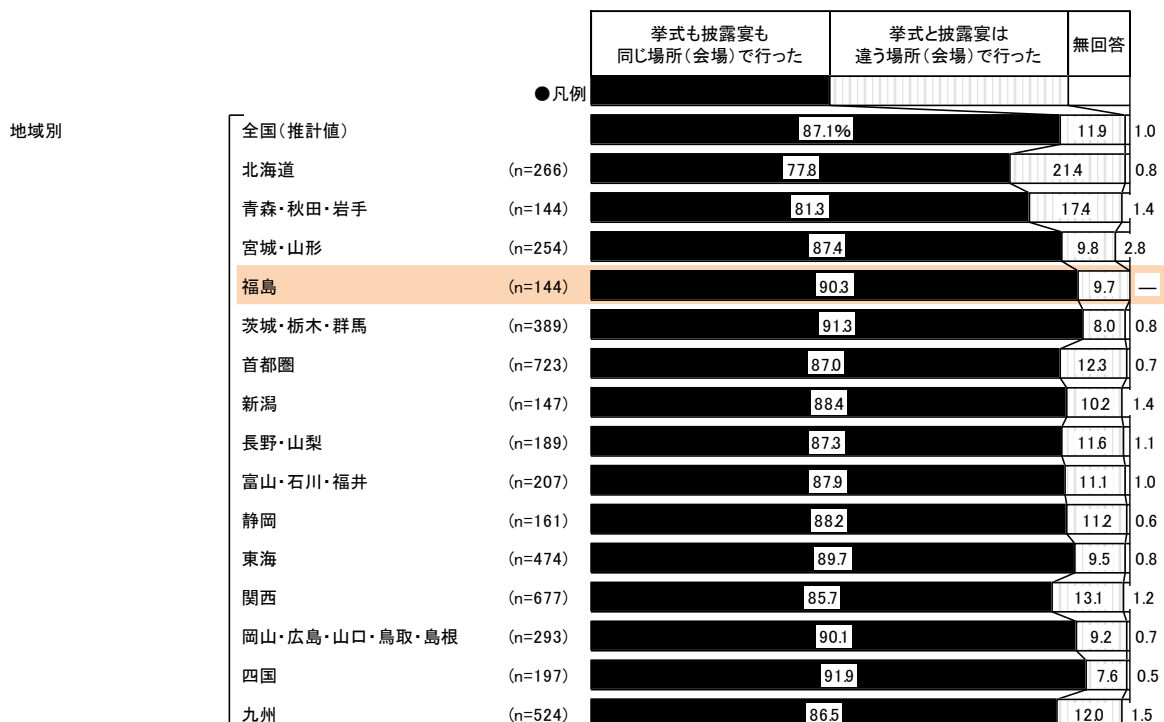 挙式も披露宴も
同じ場所(会場)で行った
挙式と披露宴は
違う場所(会場)で行った
無回答
●凡例
地域別
全国(推計値) 87.1% 11.9 1.0
北海道 (n=266) 77.8 21.4 0.8
青森・秋田・岩手 (n=144) 81.3 17.4 1.4
宮城・山形 (n=254) 87.4 9.8 2.8
福島 (n=144) 90.3 9.7 —
茨城・栃木・群馬 (n=389) 91.3 8.0 0.8
首都圏 (n=723) 87.0 12.3 0.7
新潟 (n=147) 88.4 10.2 1.4
長野・山梨 (n=189) 87.3 11.6 1.1
富山・石川・福井 (n=207) 87.9 11.1 1.0
静岡 (n=161) 88.2 11.2 0.6
東海 (n=474) 89.7 9.5 0.8
関西 (n=677) 85.7 13.1 1.2
岡山・広島・山口・鳥取・島根 (n=293) 90.1 9.2 0.7
四国 (n=197) 91.9 7.6 0.5
九州 (n=524) 86.5 12.0 1.5